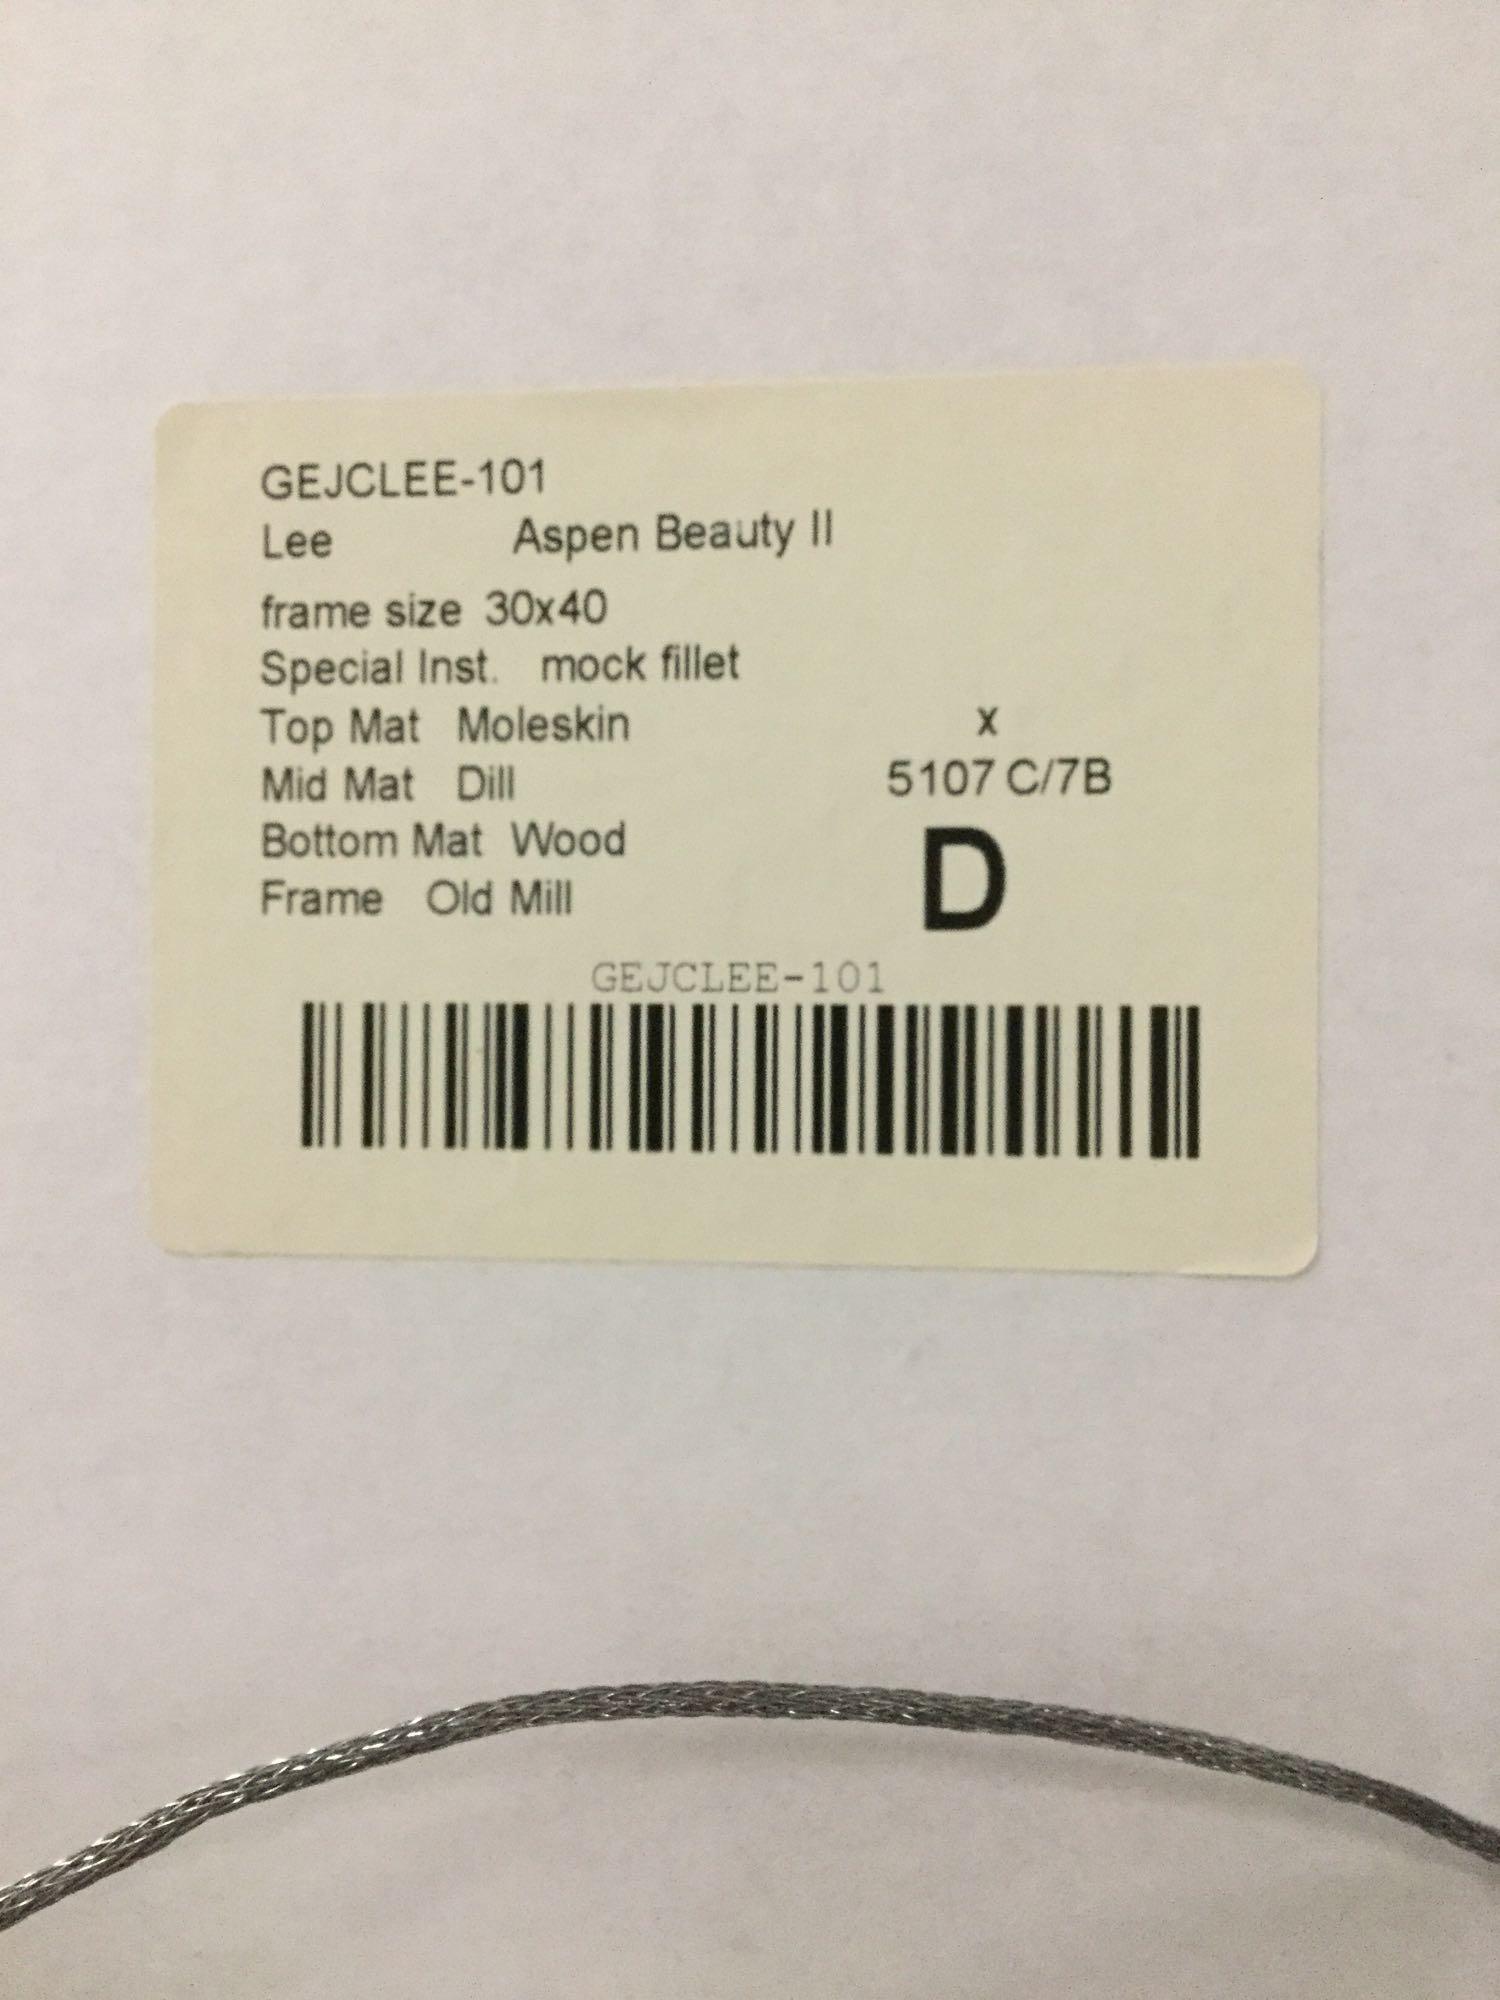 GEJCLEE-101
Lee Aspen Beauty II
frame size 30x40
Special Inst. mock fillet
Top Mat Moleskin x
Mid Mat Dill 5107 C/7B
Bottom Mat Wood D
Frame Old Mill
GEJCLEE-101